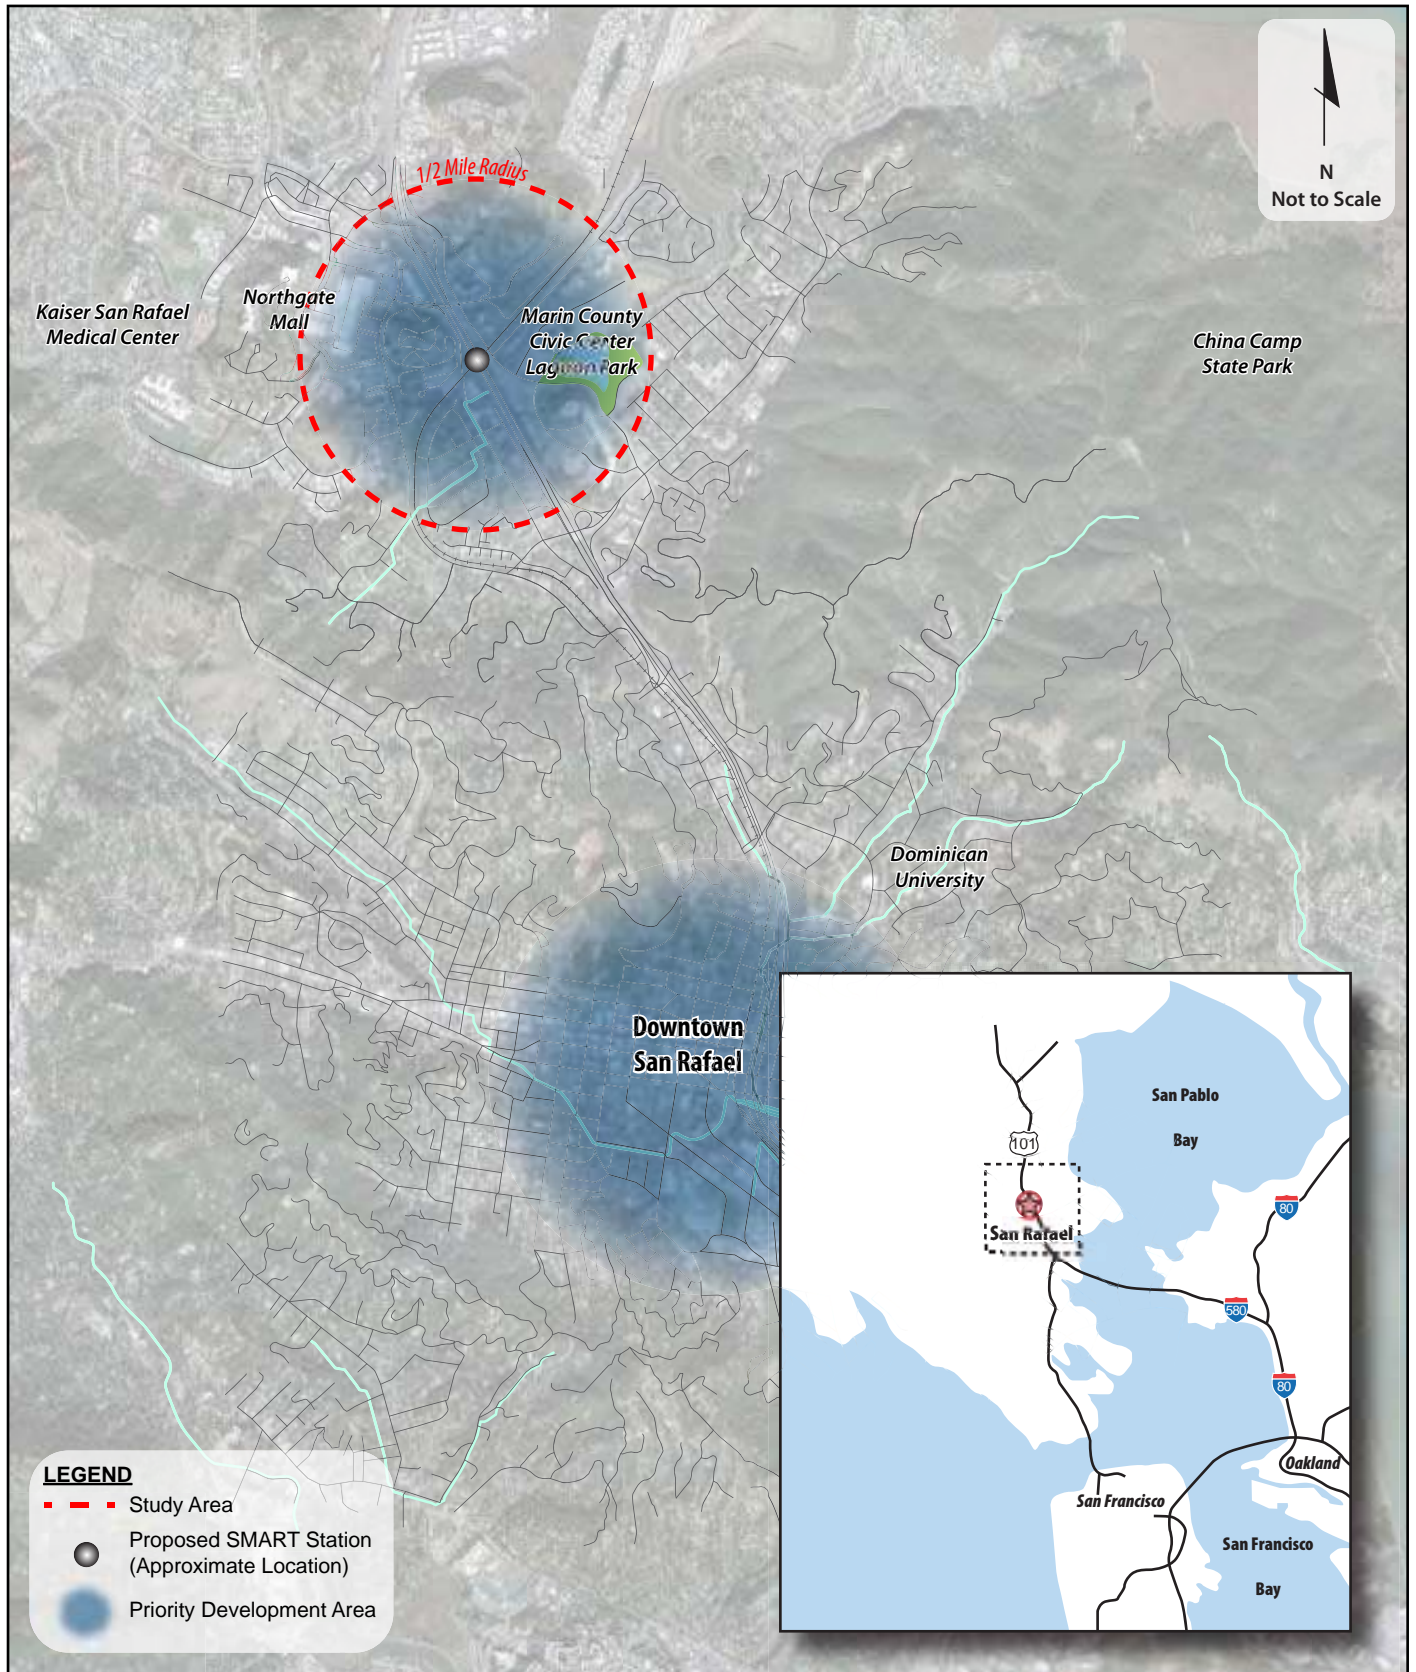 N
Not to Scale
1/2 Mile Radius
Kaiser San Rafael
Medical Center
Northgate
Mall
Marin County
Civic Center
Lagoon Park
China Camp
State Park
Dominican
University
Downtown
San Rafael
San Pablo
Bay
101
San Rafael
80
580
80
Oakland
San Francisco
San Francisco
Bay
LEGEND
Study Area
Proposed SMART Station
(Approximate Location)
Priority Development Area